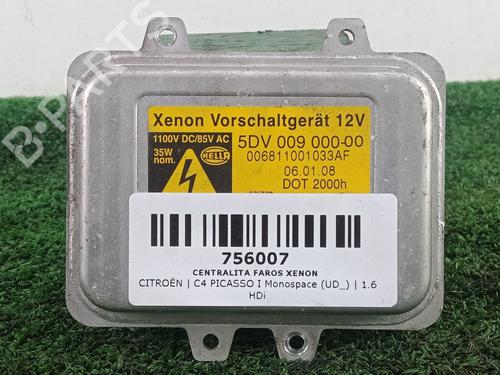 B-PARTS
Xenon Vorschaltgerät 12V
1100V DC/85V AC
35W
nom.
HELLA
5DV 009 000-00
006811001033AF
06.01.08
DOT 2000h
756007
CENTRALITA FAROS XENON
CITROËN | C4 PICASSO I Monospace (UD_) | 1.6
HDi